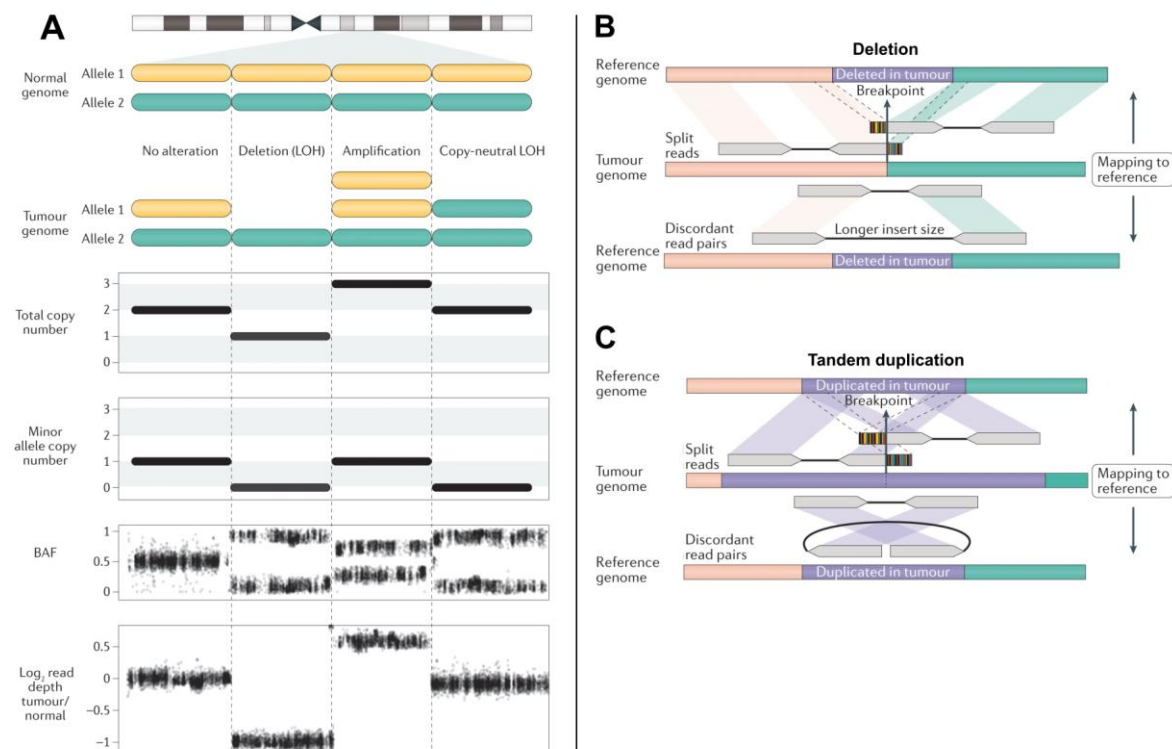 A
Normal
genome
Allele 1
Allele 2
No alteration
Deletion (LOH)
Amplification
Copy-neutral LOH
Tumour
genome
Allele 1
Allele 2
Total copy
number
3
2
1
0
Minor
allele copy
number
3
2
1
0
BAF
1
0.5
0
Log₂ read
depth
tumour/
normal
0.5
0
−0.5
−1
B
Deletion
Reference
genome
Deleted in tumour
Breakpoint
Split
reads
Tumour
genome
Mapping to
reference
Discordant
read pairs
Longer insert size
Reference
genome
Deleted in tumour
C
Tandem duplication
Reference
genome
Duplicated in tumour
Breakpoint
Split
reads
Tumour
genome
Mapping to
reference
Discordant
read pairs
Reference
genome
Duplicated in tumour